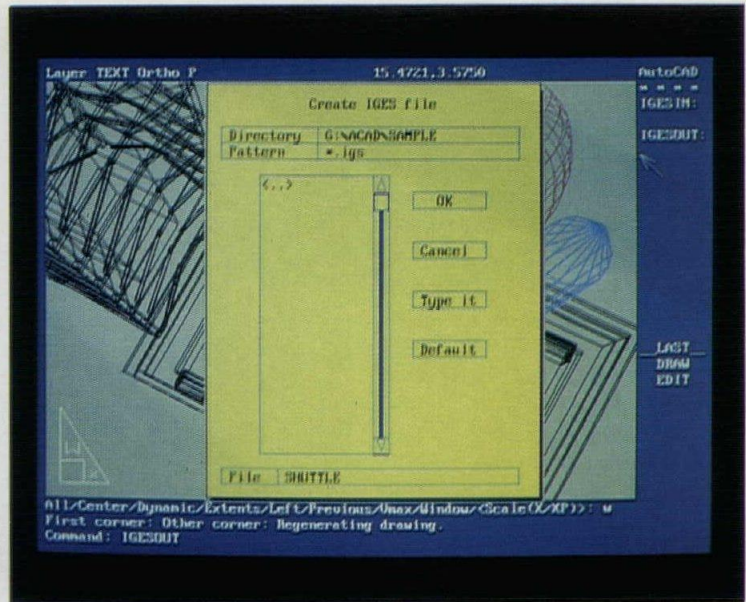 Layer TEXT Ortho P 15.4721,3.5750 AutoCAD
* * * *
IGESIN:
IGESOUT:
Create IGES file
Directory G:\ACAD\SAMPLE
Pattern *.igs
<..>
OK
Cancel
Type it
Default
__LAST__
DRAW
EDIT
W
File SHUTTLE
All/Center/Dynamic/Extents/Left/Previous/Vmax/Window/<Scale(X/XP)>: w
First corner: Other corner: Regenerating drawing.
Command: IGESOUT